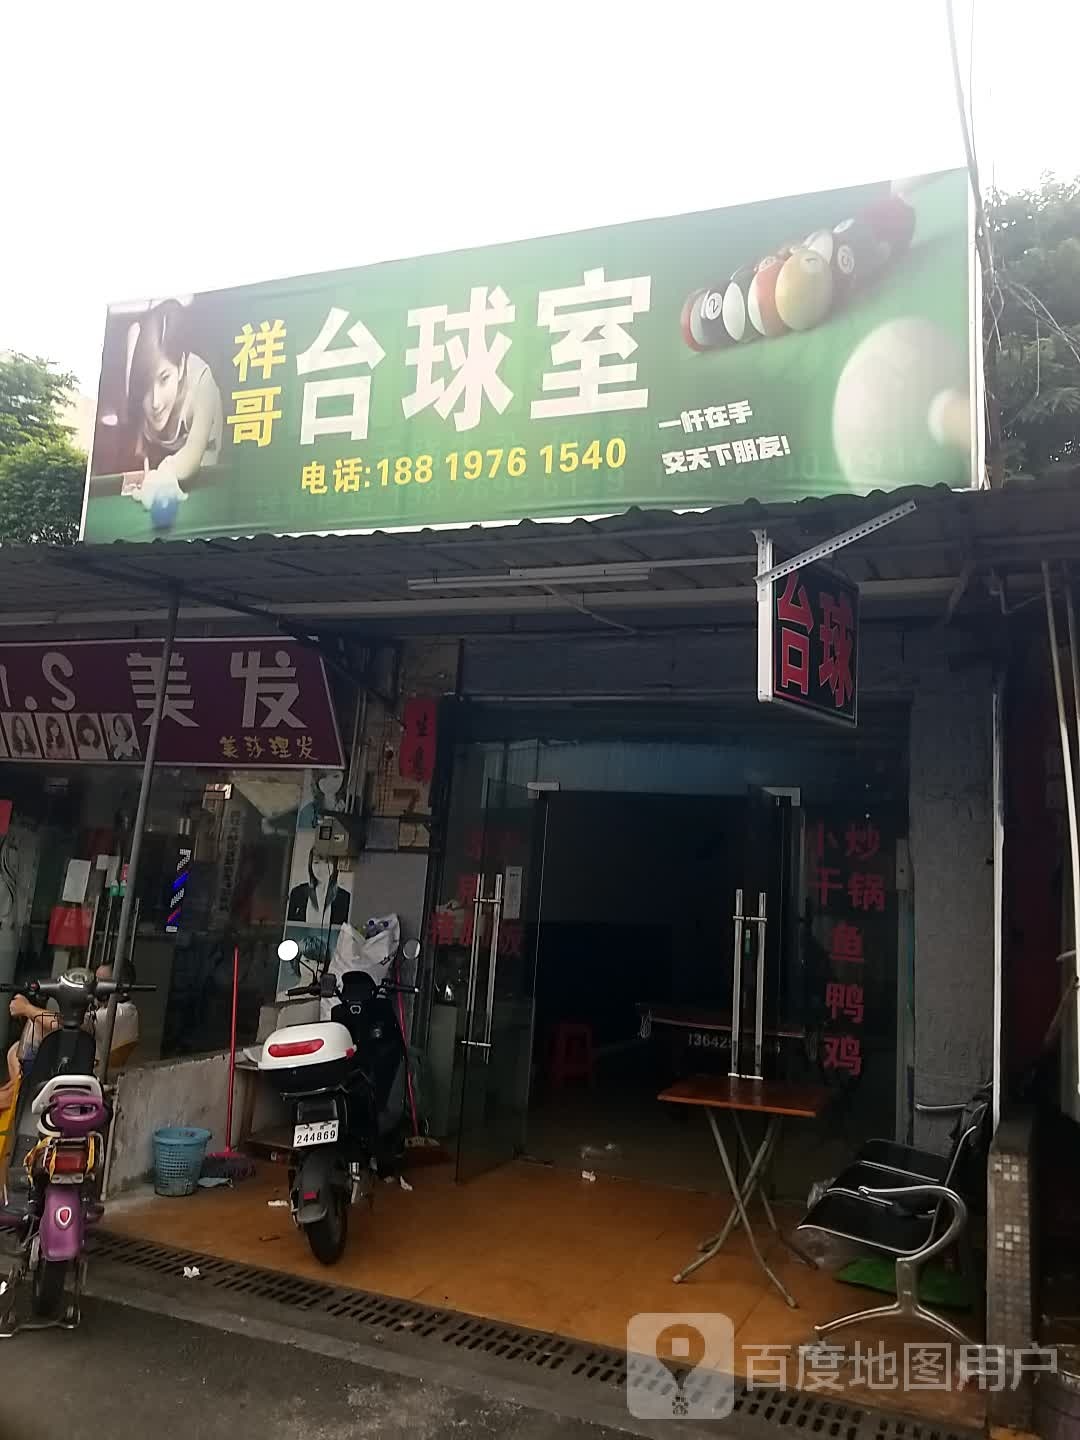 祥哥
台球室
电话:188 1976 1540
一杆在手
交天下朋友!
台球
I.S 美发
美莎理发
小炒
干锅
鱼
鸭
鸡
13642
244869
百度地图用户